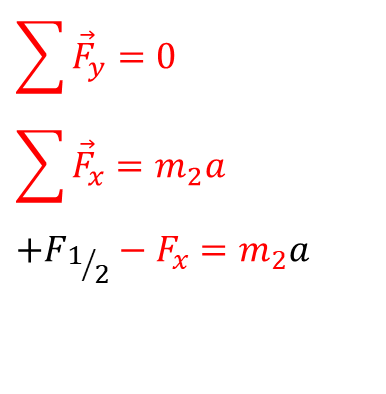 ∑ F⃗y = 0
∑ F⃗x = m₂a
+F₁/₂ − Fₓ = m₂a